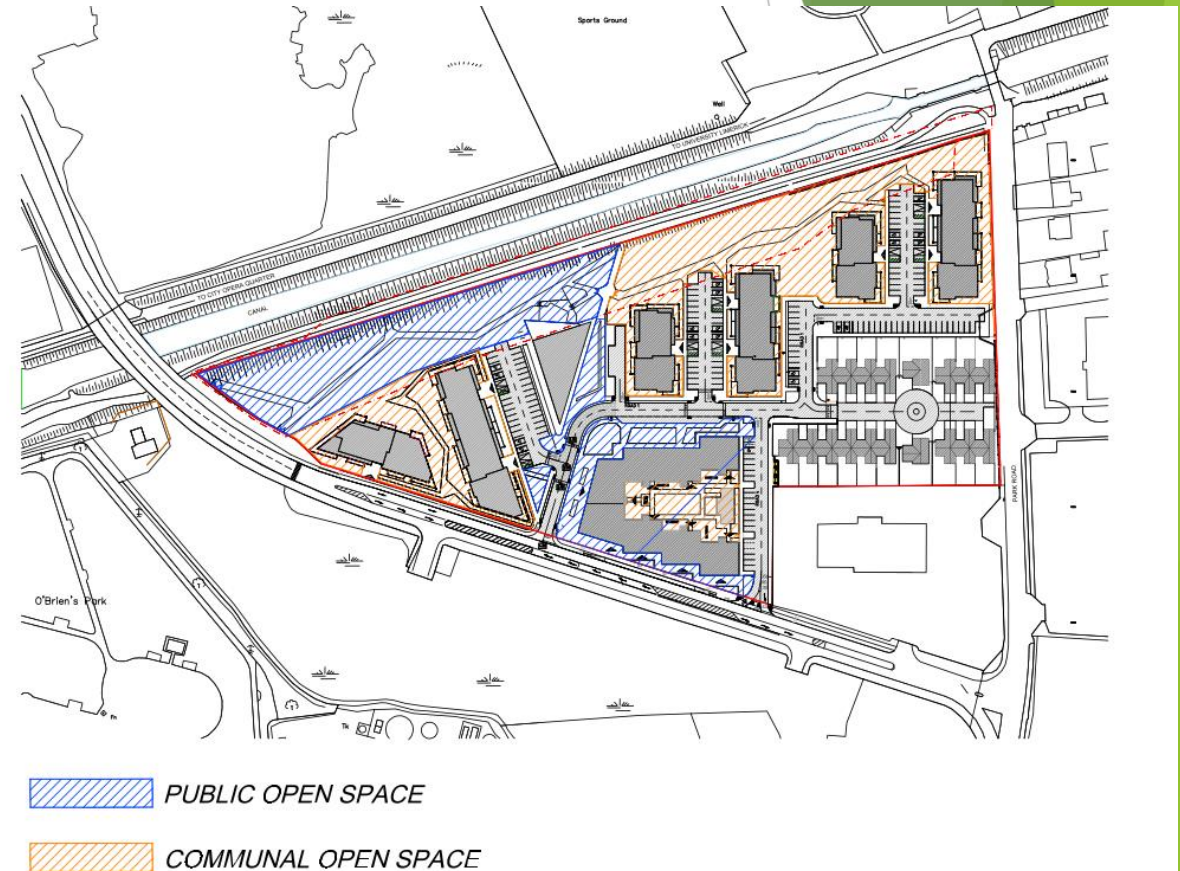 Sports Ground
Well
TO UNIVERSITY LIMERICK
TO CITY OPERA QUARTER
CANAL
PARK ROAD
O'Brien's Park
Tk
PUBLIC OPEN SPACE
COMMUNAL OPEN SPACE